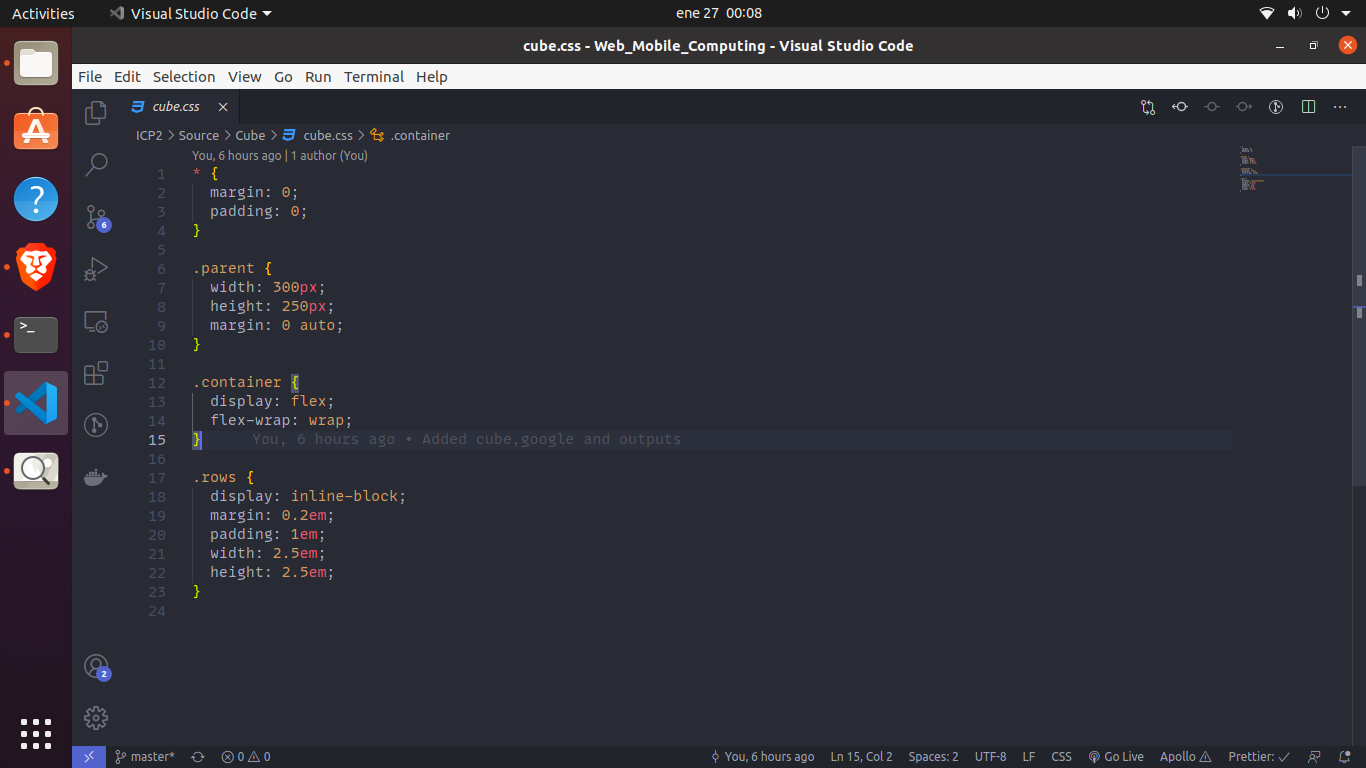 Activities Visual Studio Code ene 27 00:08
cube.css - Web_Mobile_Computing - Visual Studio Code
File Edit Selection View Go Run Terminal Help
cube.css
ICP2 > Source > Cube > cube.css > .container
You, 6 hours ago | 1 author (You)
1 * {
2 margin: 0;
3 padding: 0;
4 }
5
6 .parent {
7 width: 300px;
8 height: 250px;
9 margin: 0 auto;
10 }
11
12 .container {
13 display: flex;
14 flex-wrap: wrap;
15 } You, 6 hours ago • Added cube,google and outputs
16
17 .rows {
18 display: inline-block;
19 margin: 0.2em;
20 padding: 1em;
21 width: 2.5em;
22 height: 2.5em;
23 }
24
6
2
master* 0 0 You, 6 hours ago Ln 15, Col 2 Spaces: 2 UTF-8 LF CSS Go Live Apollo Prettier: